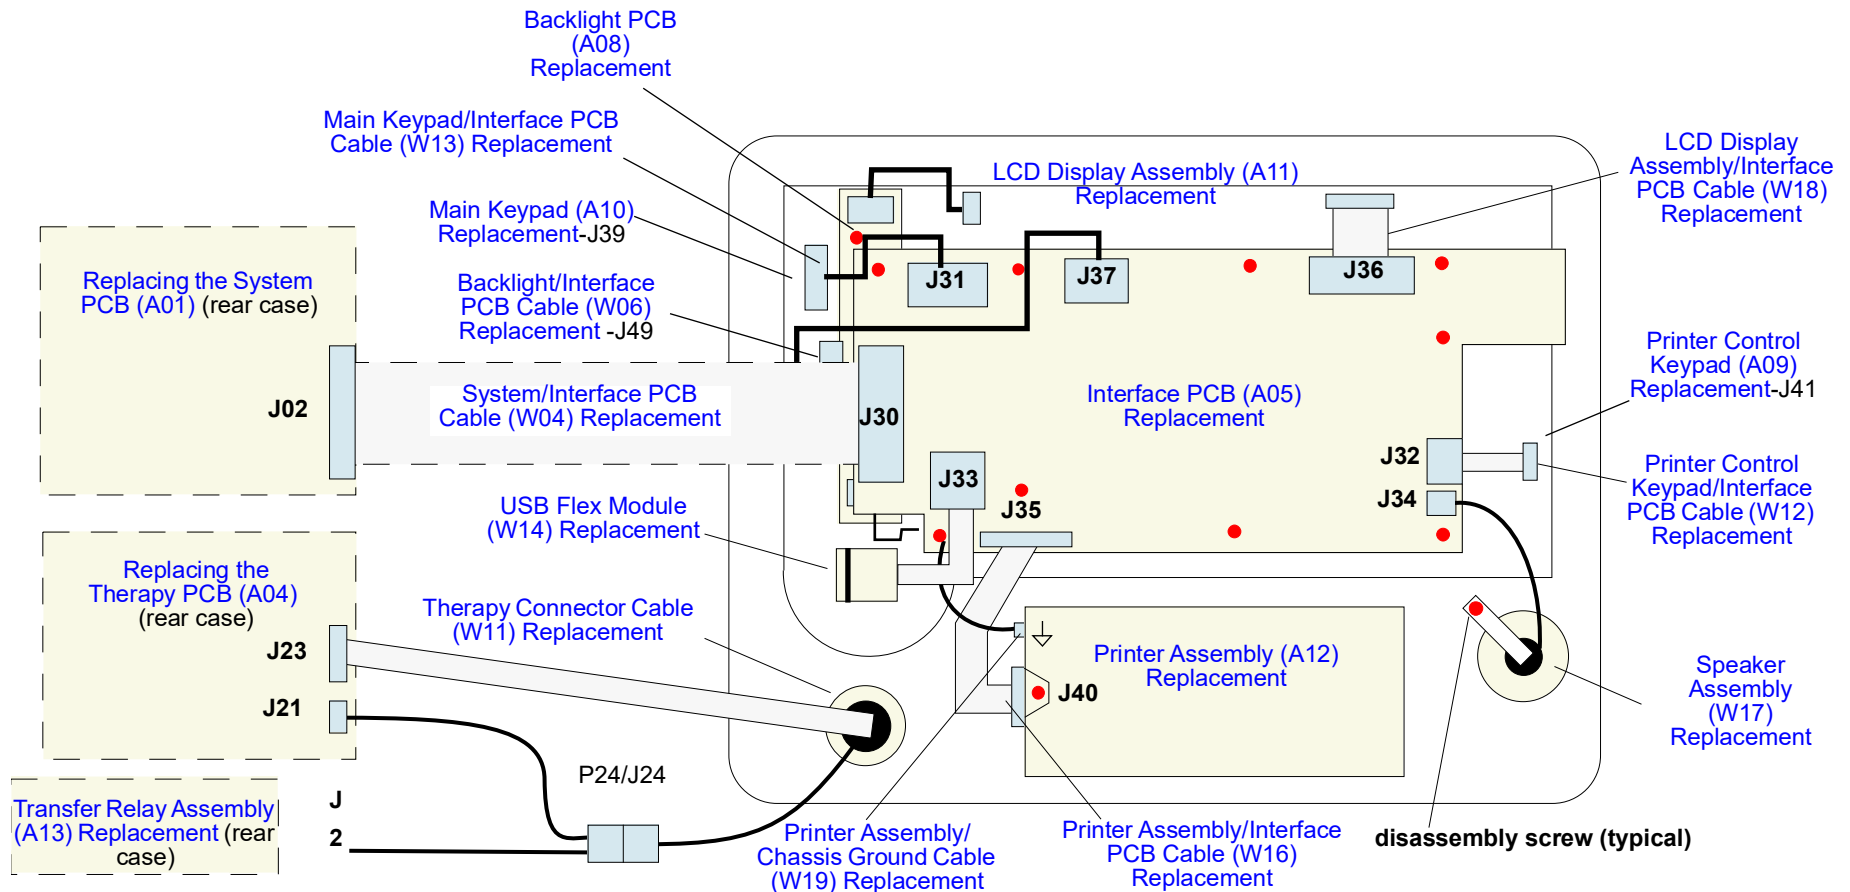 Backlight PCB
(A08)
Replacement
Main Keypad/Interface PCB
Cable (W13) Replacement
Main Keypad (A10)
Replacement-J39
Backlight/Interface
PCB Cable (W06)
Replacement -J49
LCD Display Assembly (A11)
Replacement
LCD Display
Assembly/Interface
PCB Cable (W18)
Replacement
Replacing the System
PCB (A01) (rear case)
J02
System/Interface PCB
Cable (W04) Replacement
J30
J31
J37
J36
Interface PCB (A05)
Replacement
Printer Control
Keypad (A09)
Replacement-J41
J32
J34
Printer Control
Keypad/Interface
PCB Cable (W12)
Replacement
J33
J35
USB Flex Module
(W14) Replacement
Replacing the
Therapy PCB (A04)
(rear case)
J23
J21
Therapy Connector Cable
(W11) Replacement
Printer Assembly (A12)
Replacement
J40
Speaker
Assembly
(W17)
Replacement
P24/J24
Transfer Relay Assembly
(A13) Replacement (rear
case)
J
2
Printer Assembly/
Chassis Ground Cable
(W19) Replacement
Printer Assembly/Interface
PCB Cable (W16)
Replacement
disassembly screw (typical)